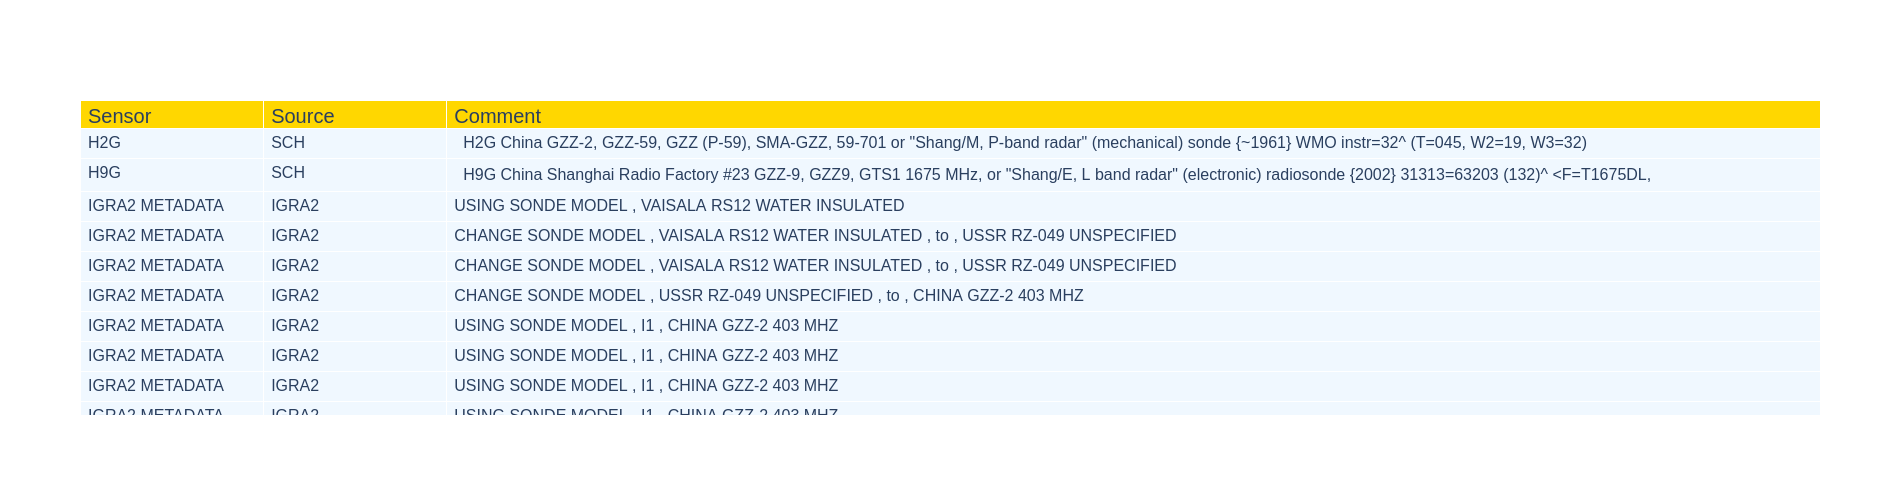 Sensor Source Comment
H2G SCH H2G China GZZ-2, GZZ-59, GZZ (P-59), SMA-GZZ, 59-701 or "Shang/M, P-band radar" (mechanical) sonde {~1961} WMO instr=32^ (T=045, W2=19, W3=32)
H9G SCH H9G China Shanghai Radio Factory #23 GZZ-9, GZZ9, GTS1 1675 MHz, or "Shang/E, L band radar" (electronic) radiosonde {2002} 31313=63203 (132)^ <F=T1675DL,
IGRA2 METADATA IGRA2 USING SONDE MODEL , VAISALA RS12 WATER INSULATED
IGRA2 METADATA IGRA2 CHANGE SONDE MODEL , VAISALA RS12 WATER INSULATED , to , USSR RZ-049 UNSPECIFIED
IGRA2 METADATA IGRA2 CHANGE SONDE MODEL , VAISALA RS12 WATER INSULATED , to , USSR RZ-049 UNSPECIFIED
IGRA2 METADATA IGRA2 CHANGE SONDE MODEL , USSR RZ-049 UNSPECIFIED , to , CHINA GZZ-2 403 MHZ
IGRA2 METADATA IGRA2 USING SONDE MODEL , I1 , CHINA GZZ-2 403 MHZ
IGRA2 METADATA IGRA2 USING SONDE MODEL , I1 , CHINA GZZ-2 403 MHZ
IGRA2 METADATA IGRA2 USING SONDE MODEL , I1 , CHINA GZZ-2 403 MHZ
IGRA2 METADATA IGRA2 USING SONDE MODEL , I1 , CHINA GZZ-2 403 MHZ